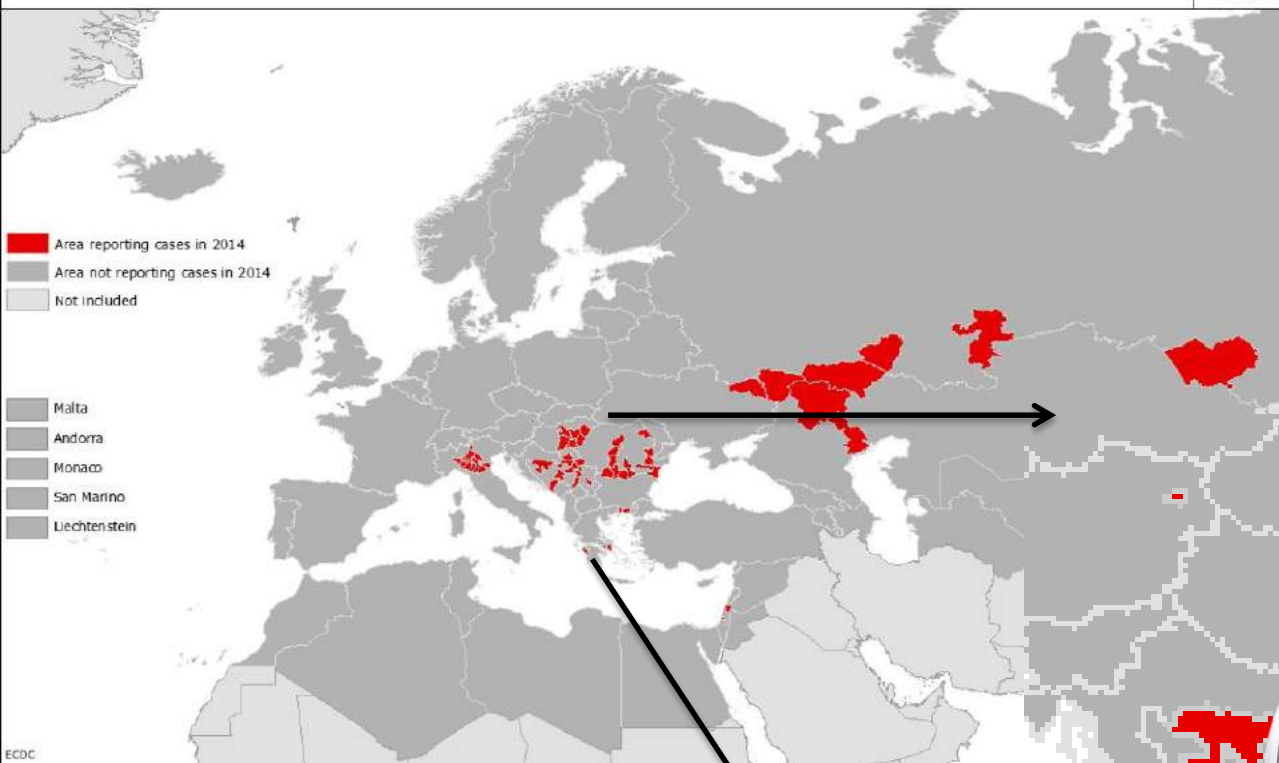 Area reporting cases in 2014
Area not reporting cases in 2014
Not included
Malta
Andorra
Monaco
San Marino
Liechtenstein
ECDC